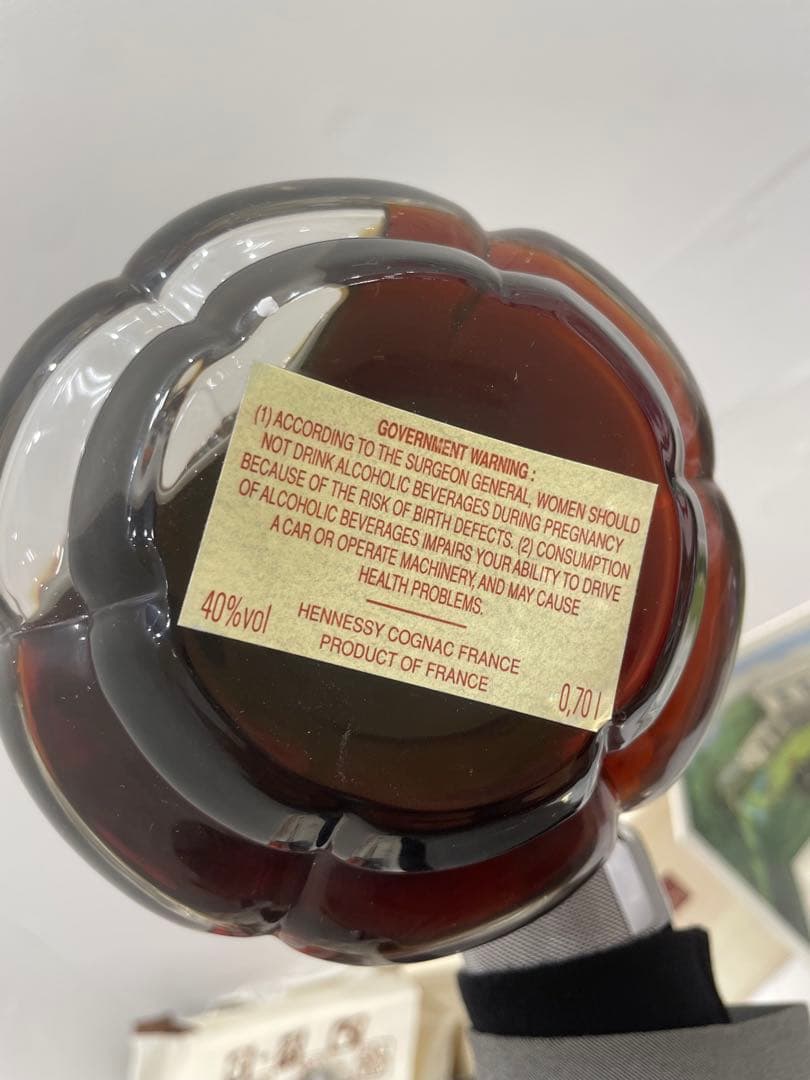 GOVERNMENT WARNING :
(1) ACCORDING TO THE SURGEON GENERAL, WOMEN SHOULD
NOT DRINK ALCOHOLIC BEVERAGES DURING PREGNANCY
BECAUSE OF THE RISK OF BIRTH DEFECTS. (2) CONSUMPTION
OF ALCOHOLIC BEVERAGES IMPAIRS YOUR ABILITY TO DRIVE
A CAR OR OPERATE MACHINERY, AND MAY CAUSE
HEALTH PROBLEMS.
40%vol
HENNESSY COGNAC FRANCE
PRODUCT OF FRANCE
0,70 l